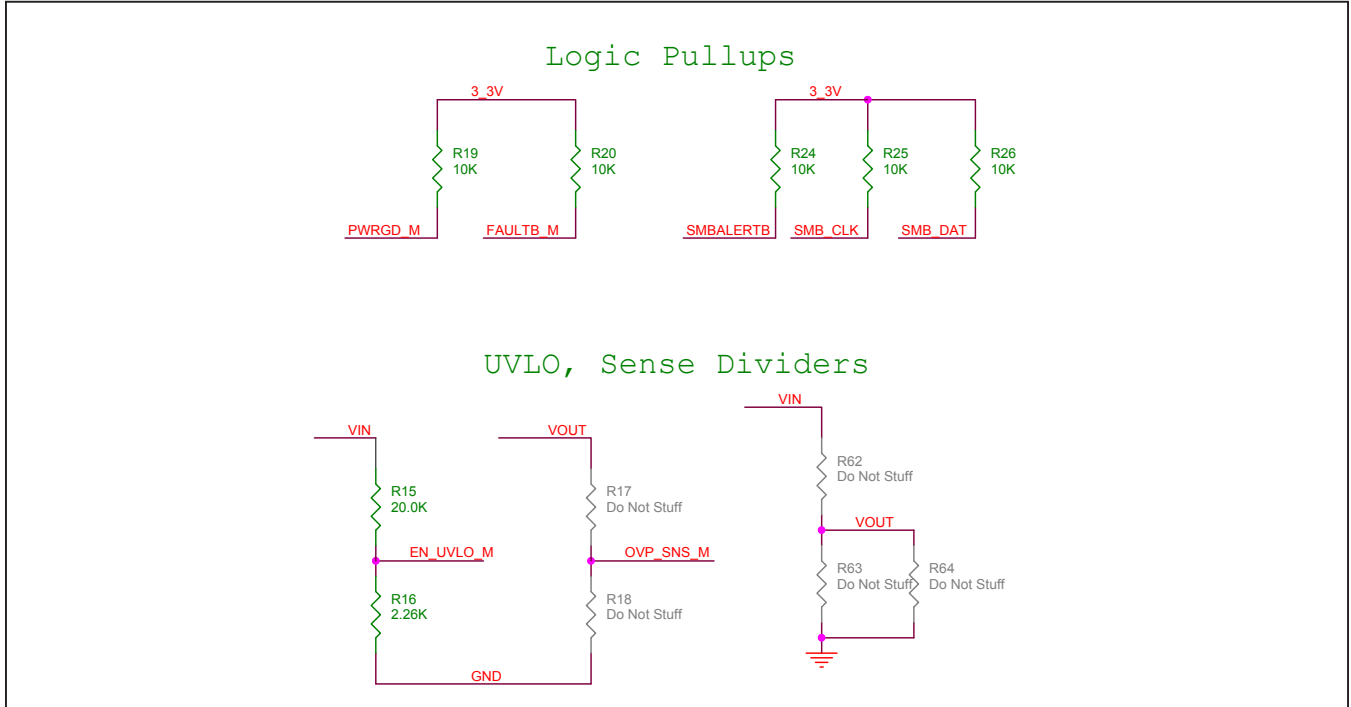 Logic Pullups
3_3V
3_3V
R19
10K
R20
10K
R24
10K
R25
10K
R26
10K
PWRGD_M
FAULTB_M
SMBALERTB
SMB_CLK
SMB_DAT
UVLO, Sense Dividers
VIN
VOUT
VIN
R15
20.0K
R17
Do Not Stuff
R62
Do Not Stuff
EN_UVLO_M
OVP_SNS_M
VOUT
R16
2.26K
R18
Do Not Stuff
R63
Do Not Stuff
R64
Do Not Stuff
GND